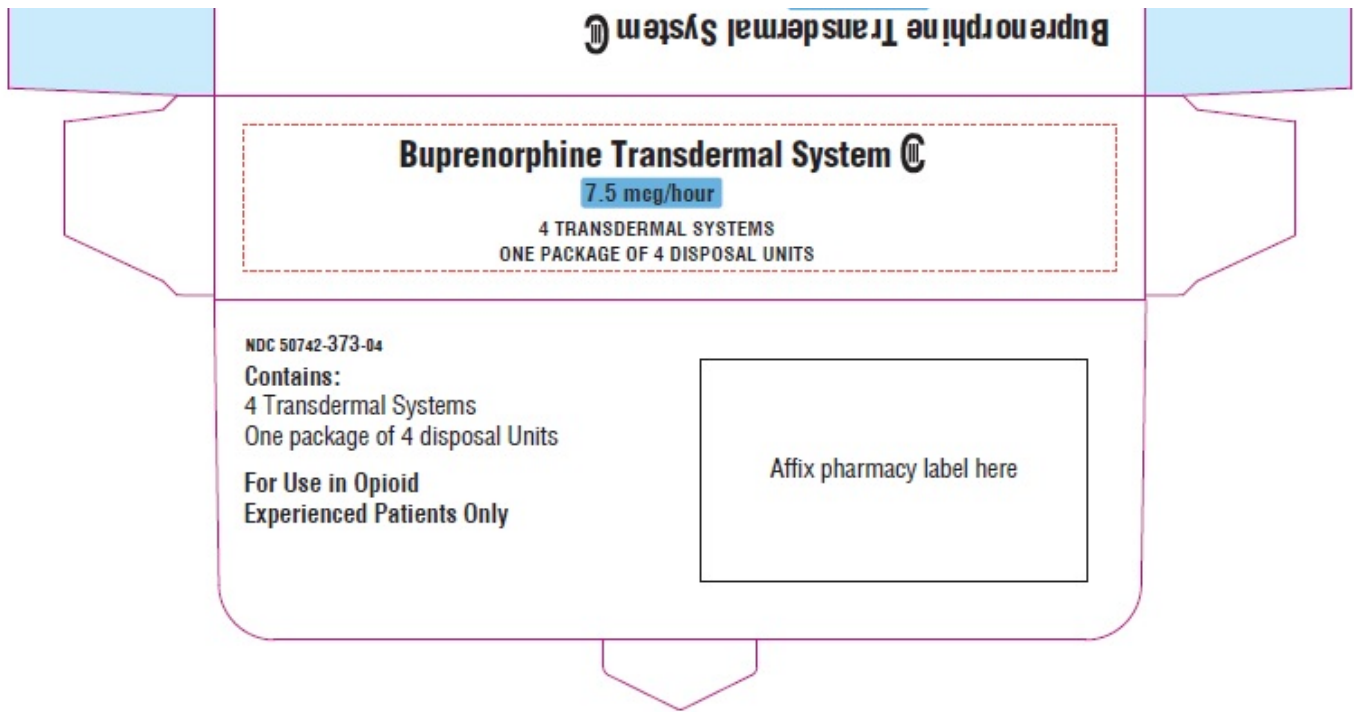 Buprenorphine Transdermal System CIII
Buprenorphine Transdermal System CIII
7.5 mcg/hour
4 TRANSDERMAL SYSTEMS
ONE PACKAGE OF 4 DISPOSAL UNITS
NDC 50742-373-04
Contains:
4 Transdermal Systems
One package of 4 disposal Units
For Use in Opioid
Experienced Patients Only
Affix pharmacy label here